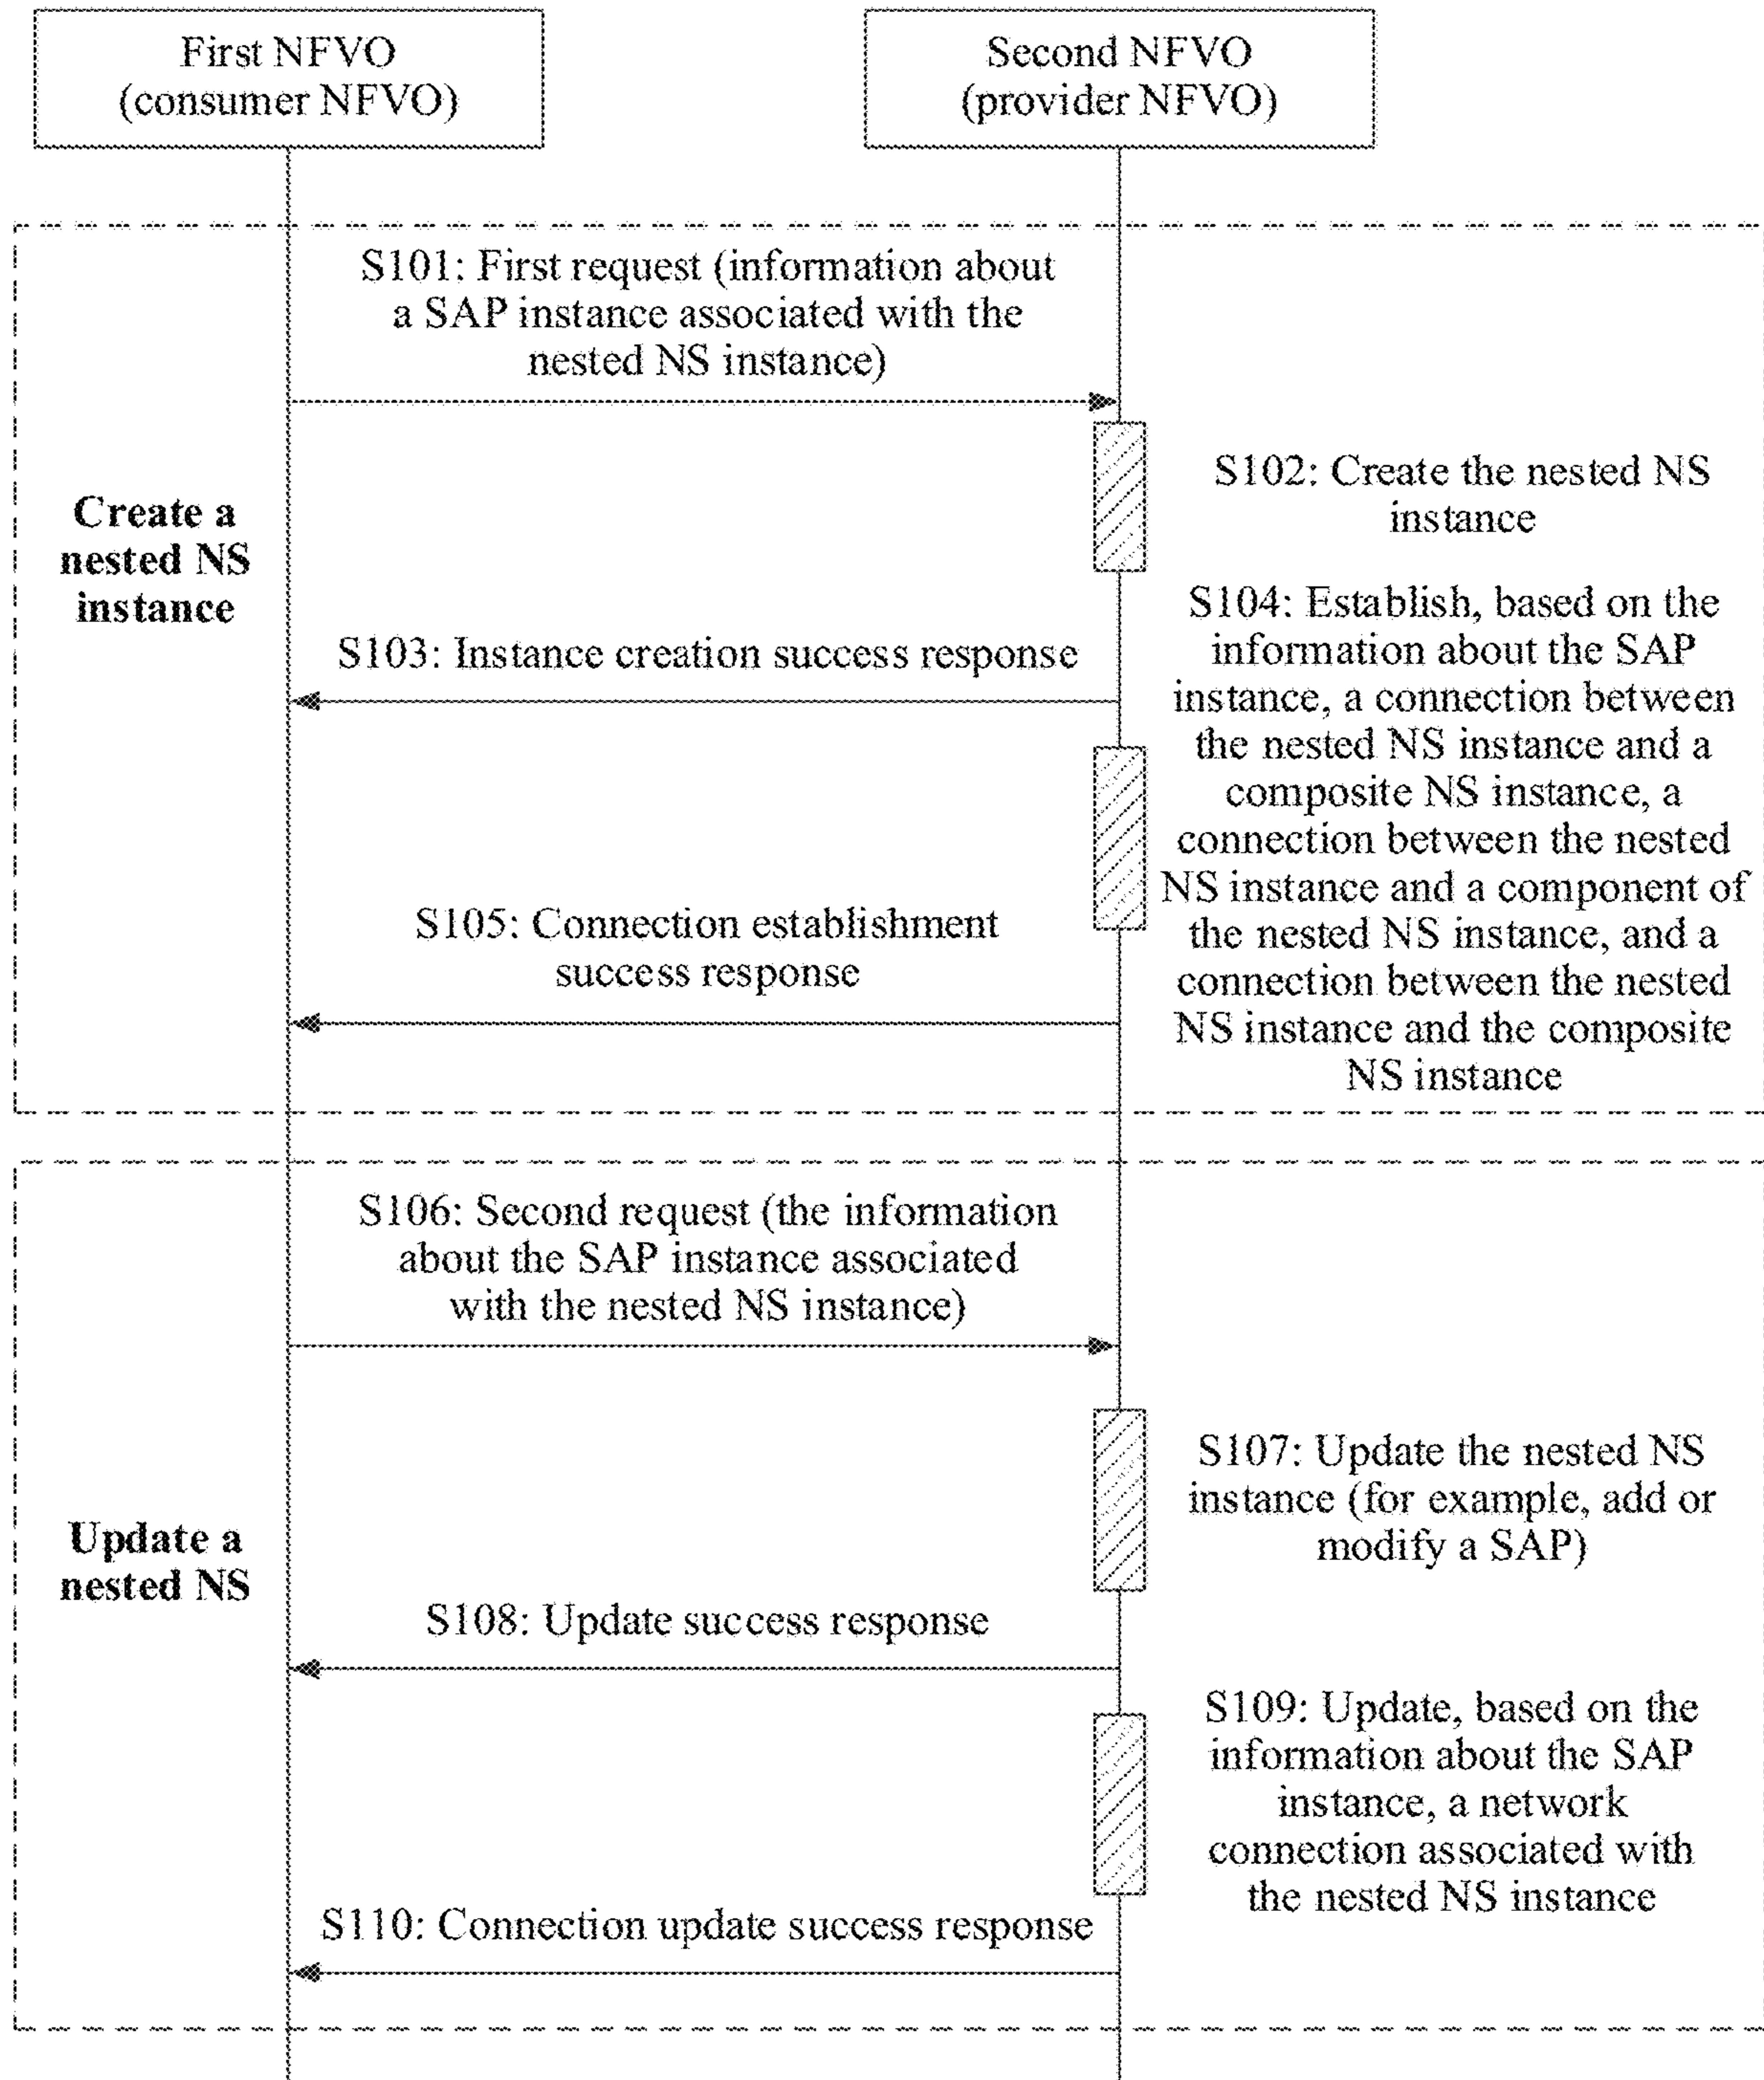 First NFVO
(consumer NFVO)
Second NFVO
(provider NFVO)
S101: First request (information about
a SAP instance associated with the
nested NS instance)
Create a
nested NS
instance
S102: Create the nested NS
instance
S103: Instance creation success response
S104: Establish, based on the
information about the SAP
instance, a connection between
the nested NS instance and a
composite NS instance, a
connection between the nested
NS instance and a component of
the nested NS instance, and a
connection between the nested
NS instance and the composite
NS instance
S105: Connection establishment
success response
S106: Second request (the information
about the SAP instance associated
with the nested NS instance)
Update a
nested NS
S107: Update the nested NS
instance (for example, add or
modify a SAP)
S108: Update success response
S109: Update, based on the
information about the SAP
instance, a network
connection associated with
the nested NS instance
S110: Connection update success response